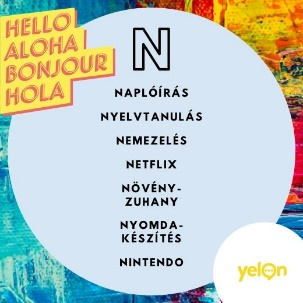 HELLO
ALOHA
BONJOUR
HOLA
N
NAPLÓÍRÁS
NYELVTANULÁS
NEMEZELÉS
NETFLIX
NÖVÉNY-
ZUHANY
NYOMDA-
KÉSZÍTÉS
NINTENDO
yelon